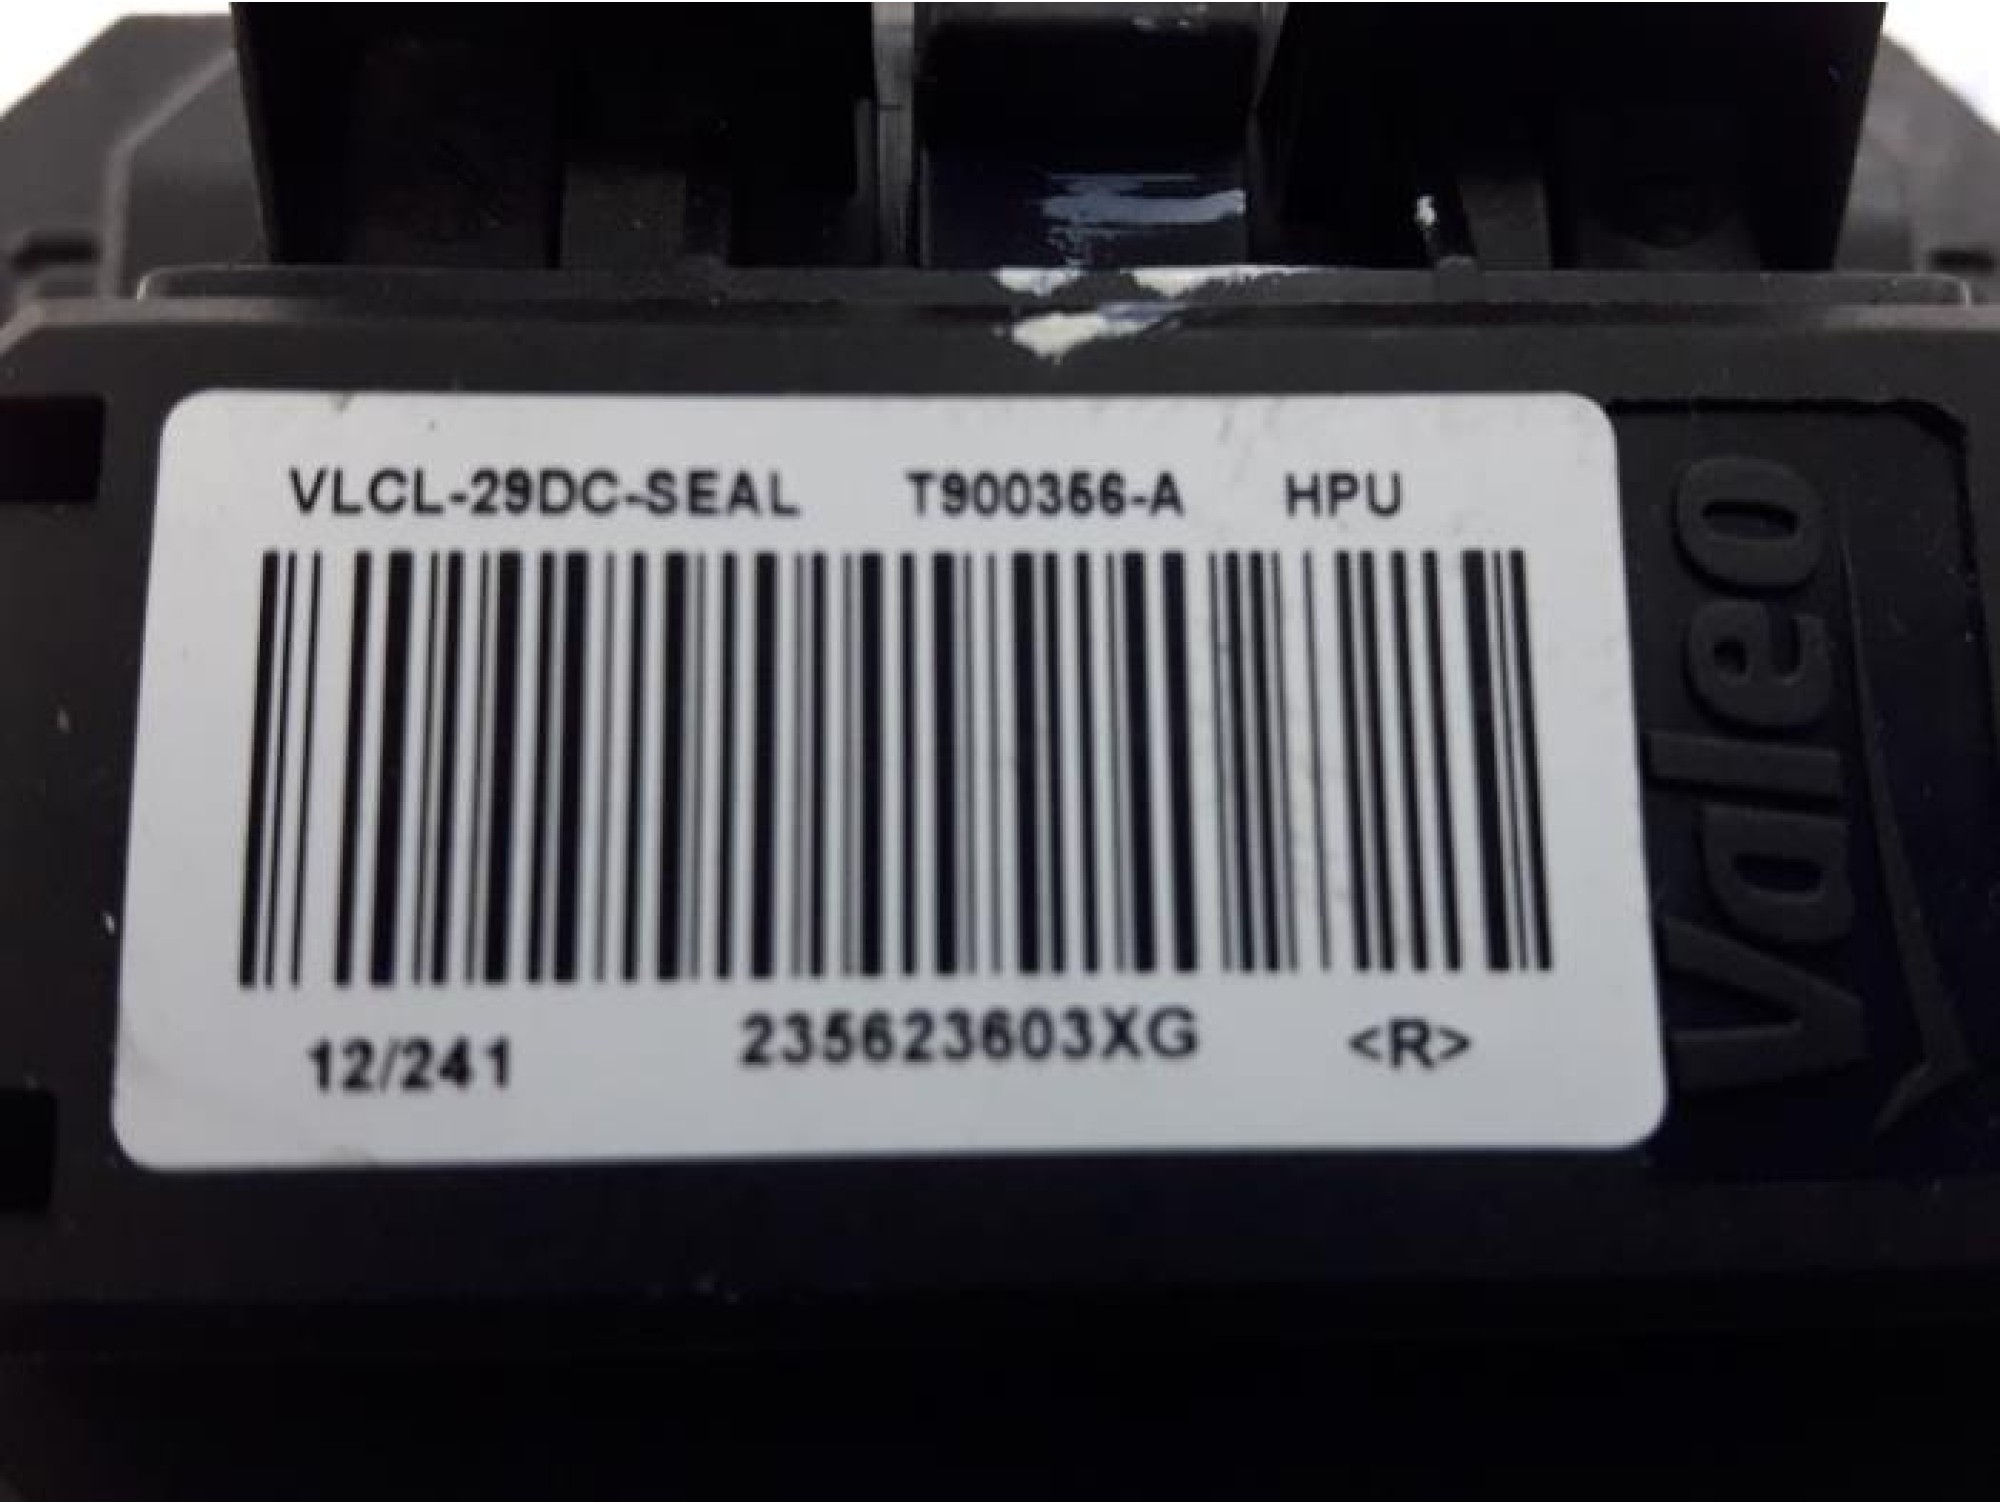 VLCL-29DC-SEAL T900366-A HPU
235623603XG <R>
12/241
Valeo